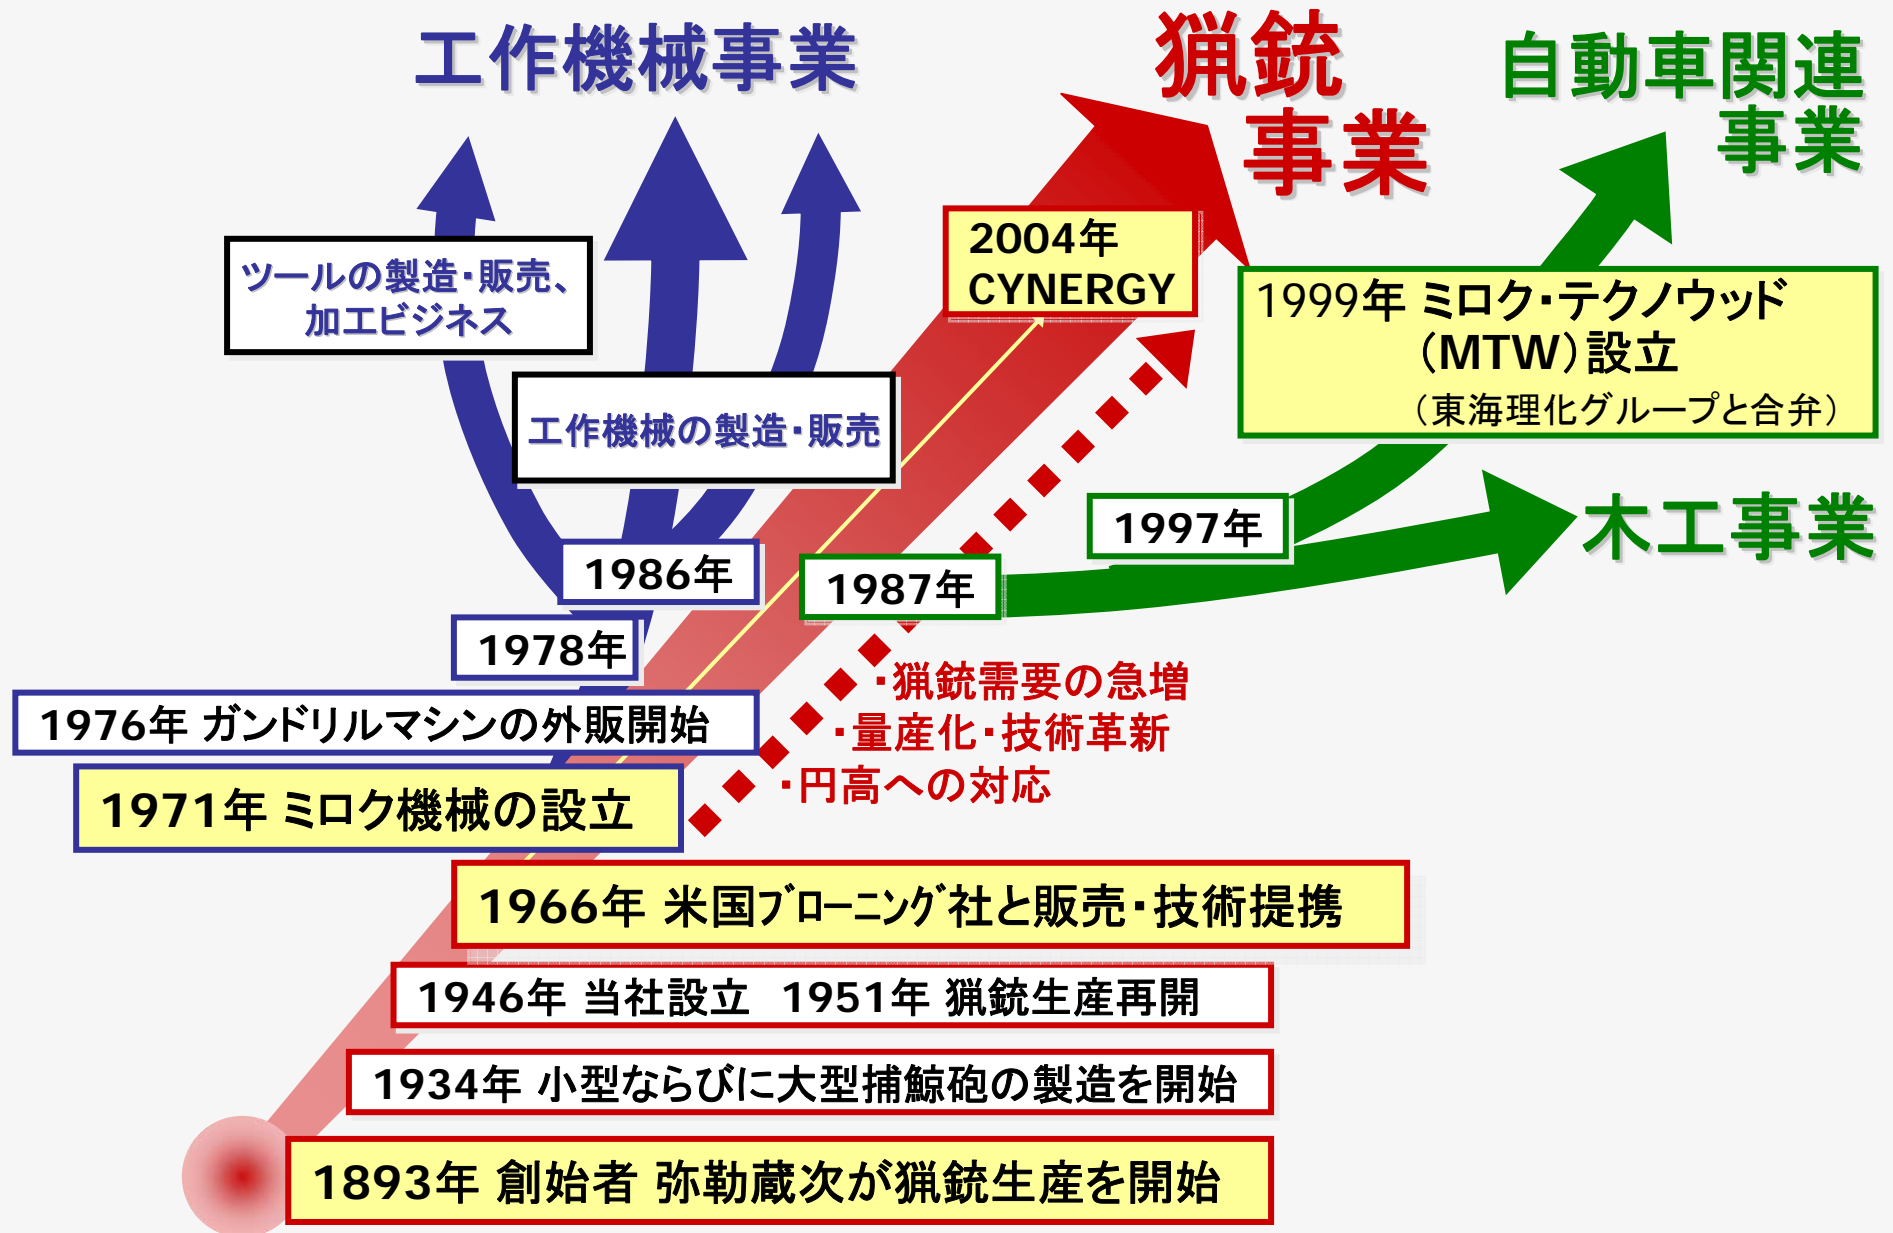 工作機械事業
猟銃
事業
自動車関連
事業
ツールの製造・販売、
加工ビジネス
2004年
CYNERGY
1999年 ミロク・テクノウッド
（MTW）設立
（東海理化グループと合弁）
工作機械の製造・販売
1997年
木工事業
1986年
1987年
1978年
・猟銃需要の急増
・量産化・技術革新
・円高への対応
1976年 ガンドリルマシンの外販開始
1971年 ミロク機械の設立
1966年 米国ブローニング社と販売・技術提携
1946年 当社設立　1951年 猟銃生産再開
1934年 小型ならびに大型捕鯨砲の製造を開始
1893年 創始者 弥勒蔵次が猟銃生産を開始